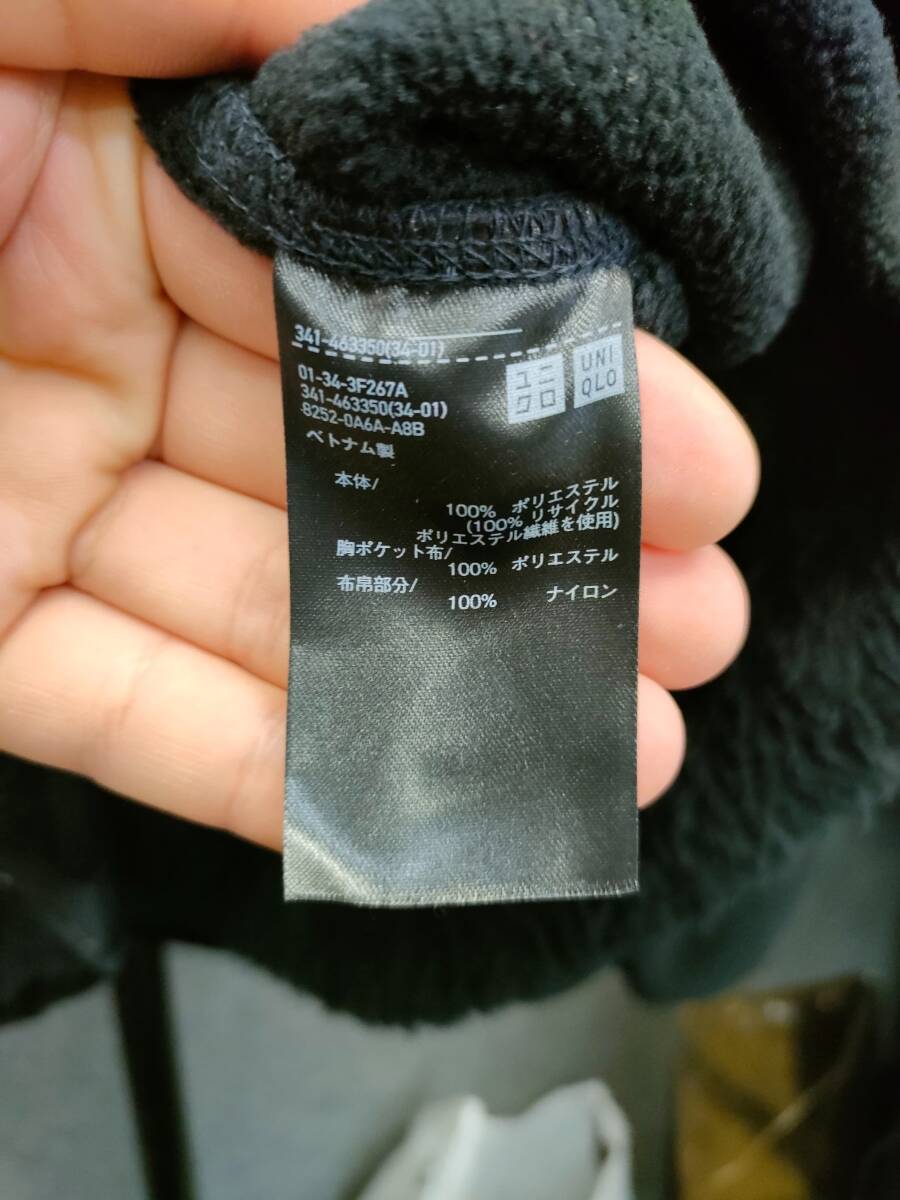 341-463350(34-01)
ユニ
クロ
UNI
QLO
01-34-3F267A
341-463350(34-01)
8252-0A6A-A8B
ベトナム製
本体/
100% ポリエステル
(100% リサイクル
ポリエステル繊維を使用)
胸ポケット布/
100% ポリエステル
布帛部分/
100% ナイロン